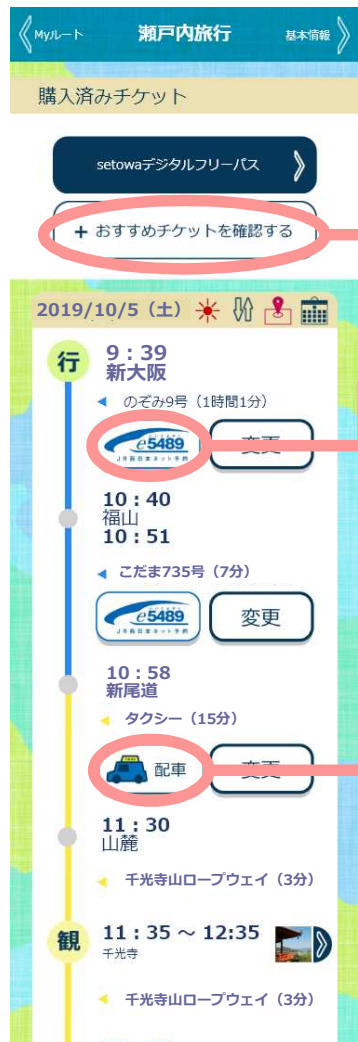 Myルート
瀬戸内旅行
基本情報
購入済みチケット
setowaデジタルフリーパス
+ おすすめチケットを確認する
2019/10/5（土）
行
9：39
新大阪
のぞみ9号（1時間1分）
e5489
JR西日本ネット予約
変更
10：40
福山
10：51
こだま735号（7分）
e5489
JR西日本ネット予約
変更
10：58
新尾道
タクシー（15分）
配車
変更
11：30
山麓
千光寺山ロープウェイ（3分）
観
11：35 ～ 12:35
千光寺
千光寺山ロープウェイ（3分）